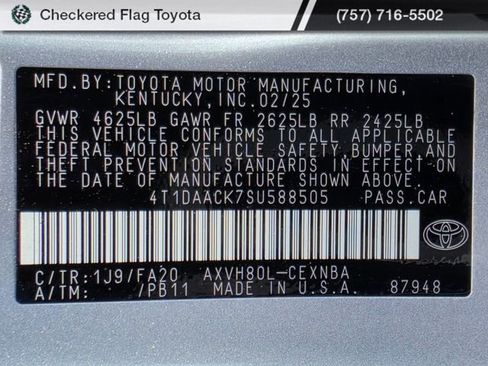 Checkered Flag Toyota
(757) 716-5502
MFD.BY:TOYOTA MOTOR MANUFACTURING,
KENTUCKY,INC.02/25
GVWR 4625LB GAWR FR 2625LB RR 2425LB
THIS VEHICLE CONFORMS TO ALL APPLICABLE
FEDERAL MOTOR VEHICLE SAFETY,BUMPER,AND
THEFT PREVENTION STANDARDS IN EFFECT ON
THE DATE OF MANUFACTURE SHOWN ABOVE.
4T1DAACK7SU588505 PASS.CAR
C/TR:1J9/FA20 AXVH80L-CEXNBA
A/TM: /PB11 MADE IN U.S.A. 87948